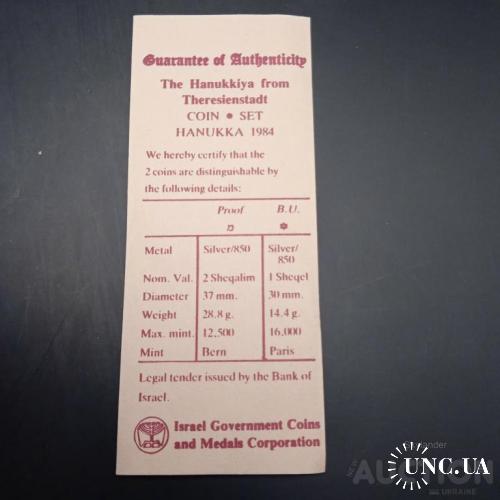 Guarantee of Authenticity
The Hanukkiya from
Theresienstadt
COIN • SET
HANUKKA 1984
We hereby certify that the
2 coins are distinguishable by
the following details:
Proof B.U.
מ ✡
Metal Silver/850 Silver/
850
Nom. Val. 2 Sheqalim 1 Sheqel
Diameter 37 mm. 30 mm.
Weight 28.8 g. 14.4 g.
Max. mint. 12,500 16,000
Mint Bern Paris
Legal tender issued by the Bank of
Israel.
Israel Government Coins
and Medals Corporation
UNC.UA
UKRAINE